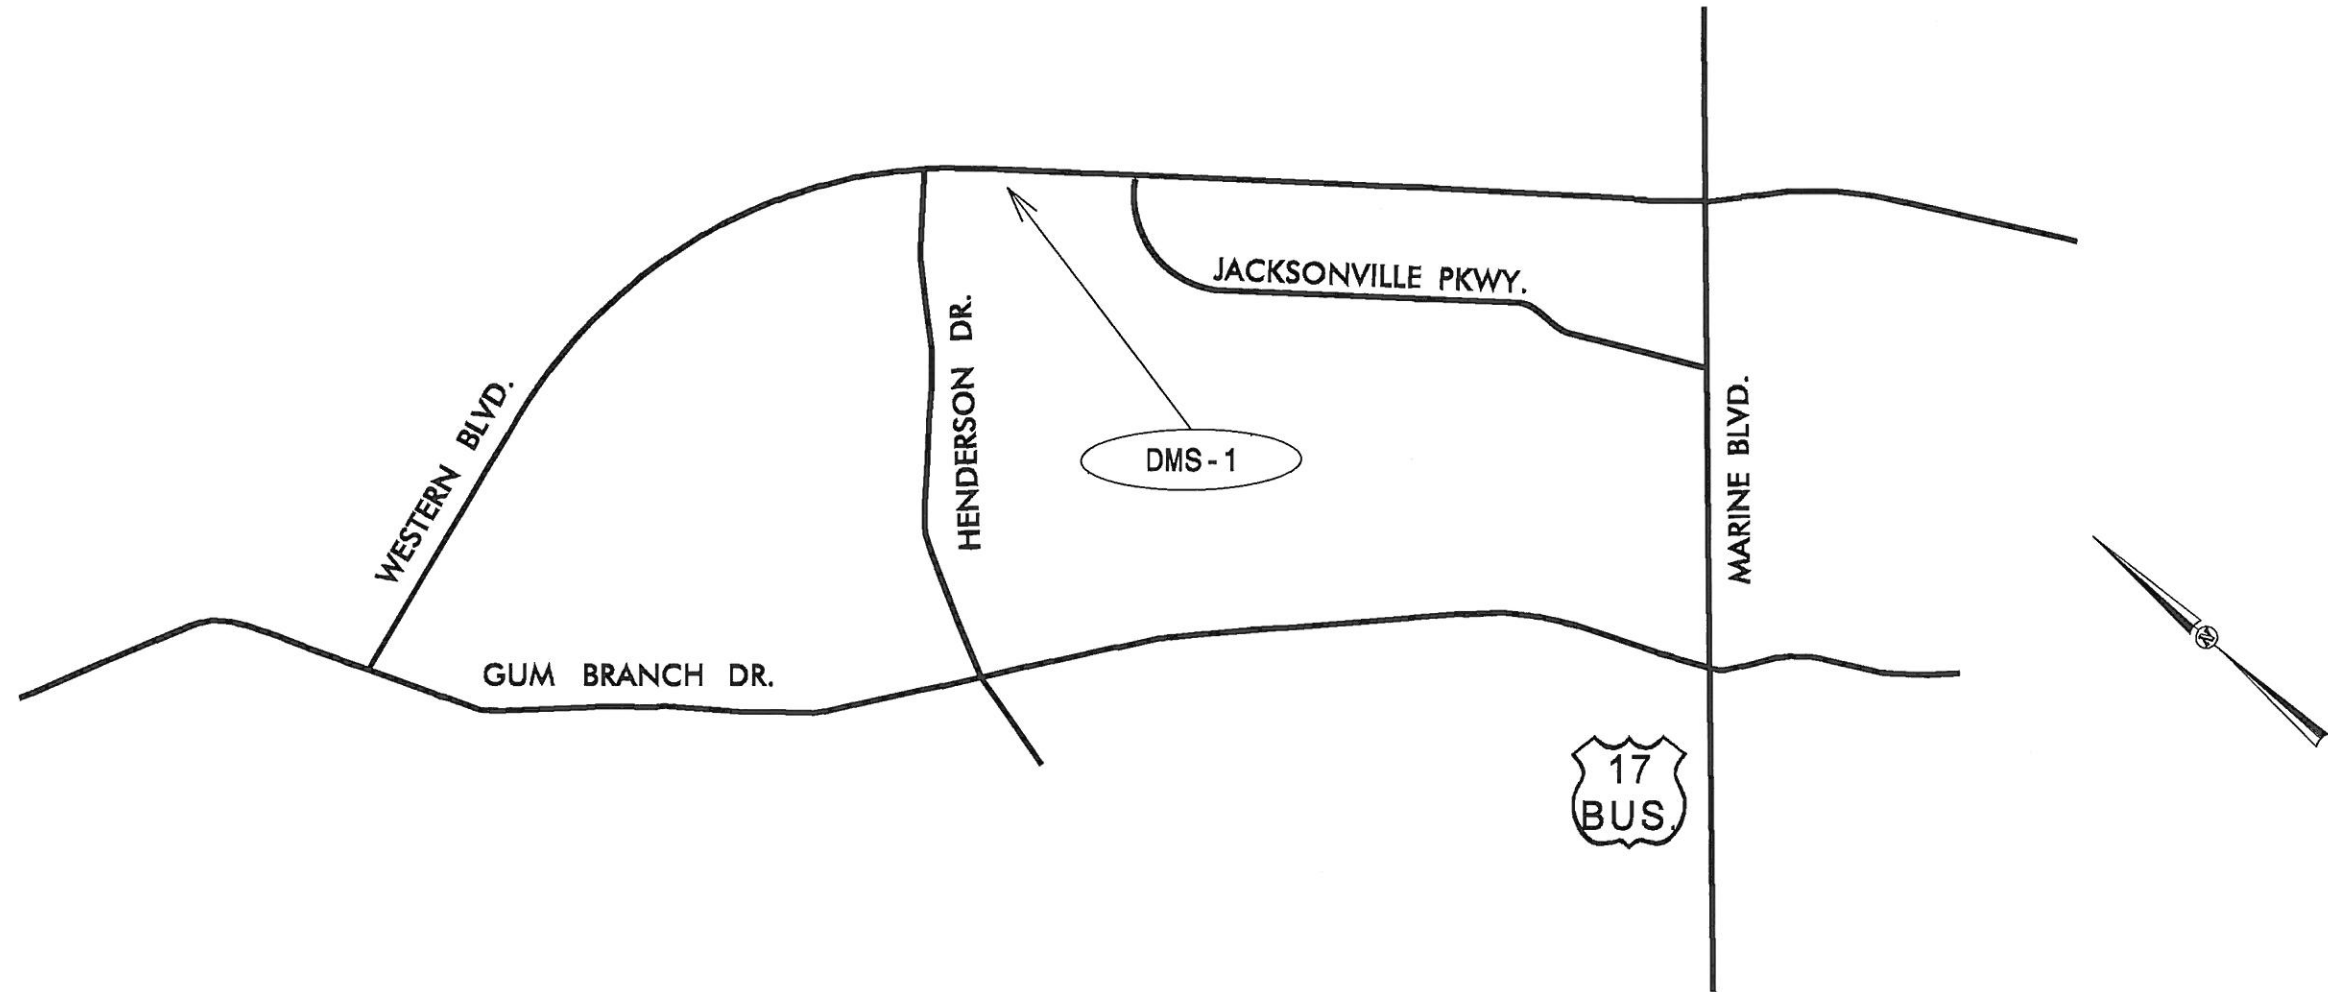 JACKSONVILLE PKWY.
WESTERN BLVD.
HENDERSON DR.
DMS-1
MARINE BLVD.
GUM BRANCH DR.
17
BUS.
N